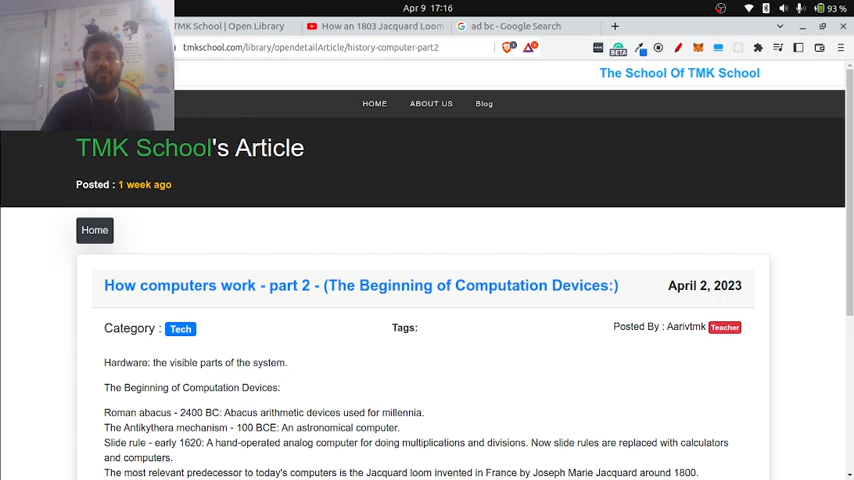 Apr 9 17:16
93 %
TMK School | Open Library
How an 1803 Jacquard Loom
ad bc - Google Search
tmkschool.com/library/opendetailArticle/history-computer-part2
BETA
The School Of TMK School
HOME
ABOUT US
Blog
TMK School's Article
Posted : 1 week ago
Home
How computers work - part 2 - (The Beginning of Computation Devices:)
April 2, 2023
Category : Tech
Tags:
Posted By : Aarivtmk Teacher
Hardware: the visible parts of the system.
The Beginning of Computation Devices:
Roman abacus - 2400 BC: Abacus arithmetic devices used for millennia.
The Antikythera mechanism - 100 BCE: An astronomical computer.
Slide rule - early 1620: A hand-operated analog computer for doing multiplications and divisions. Now slide rules are replaced with calculators
and computers.
The most relevant predecessor to today's computers is the Jacquard loom invented in France by Joseph Marie Jacquard around 1800.